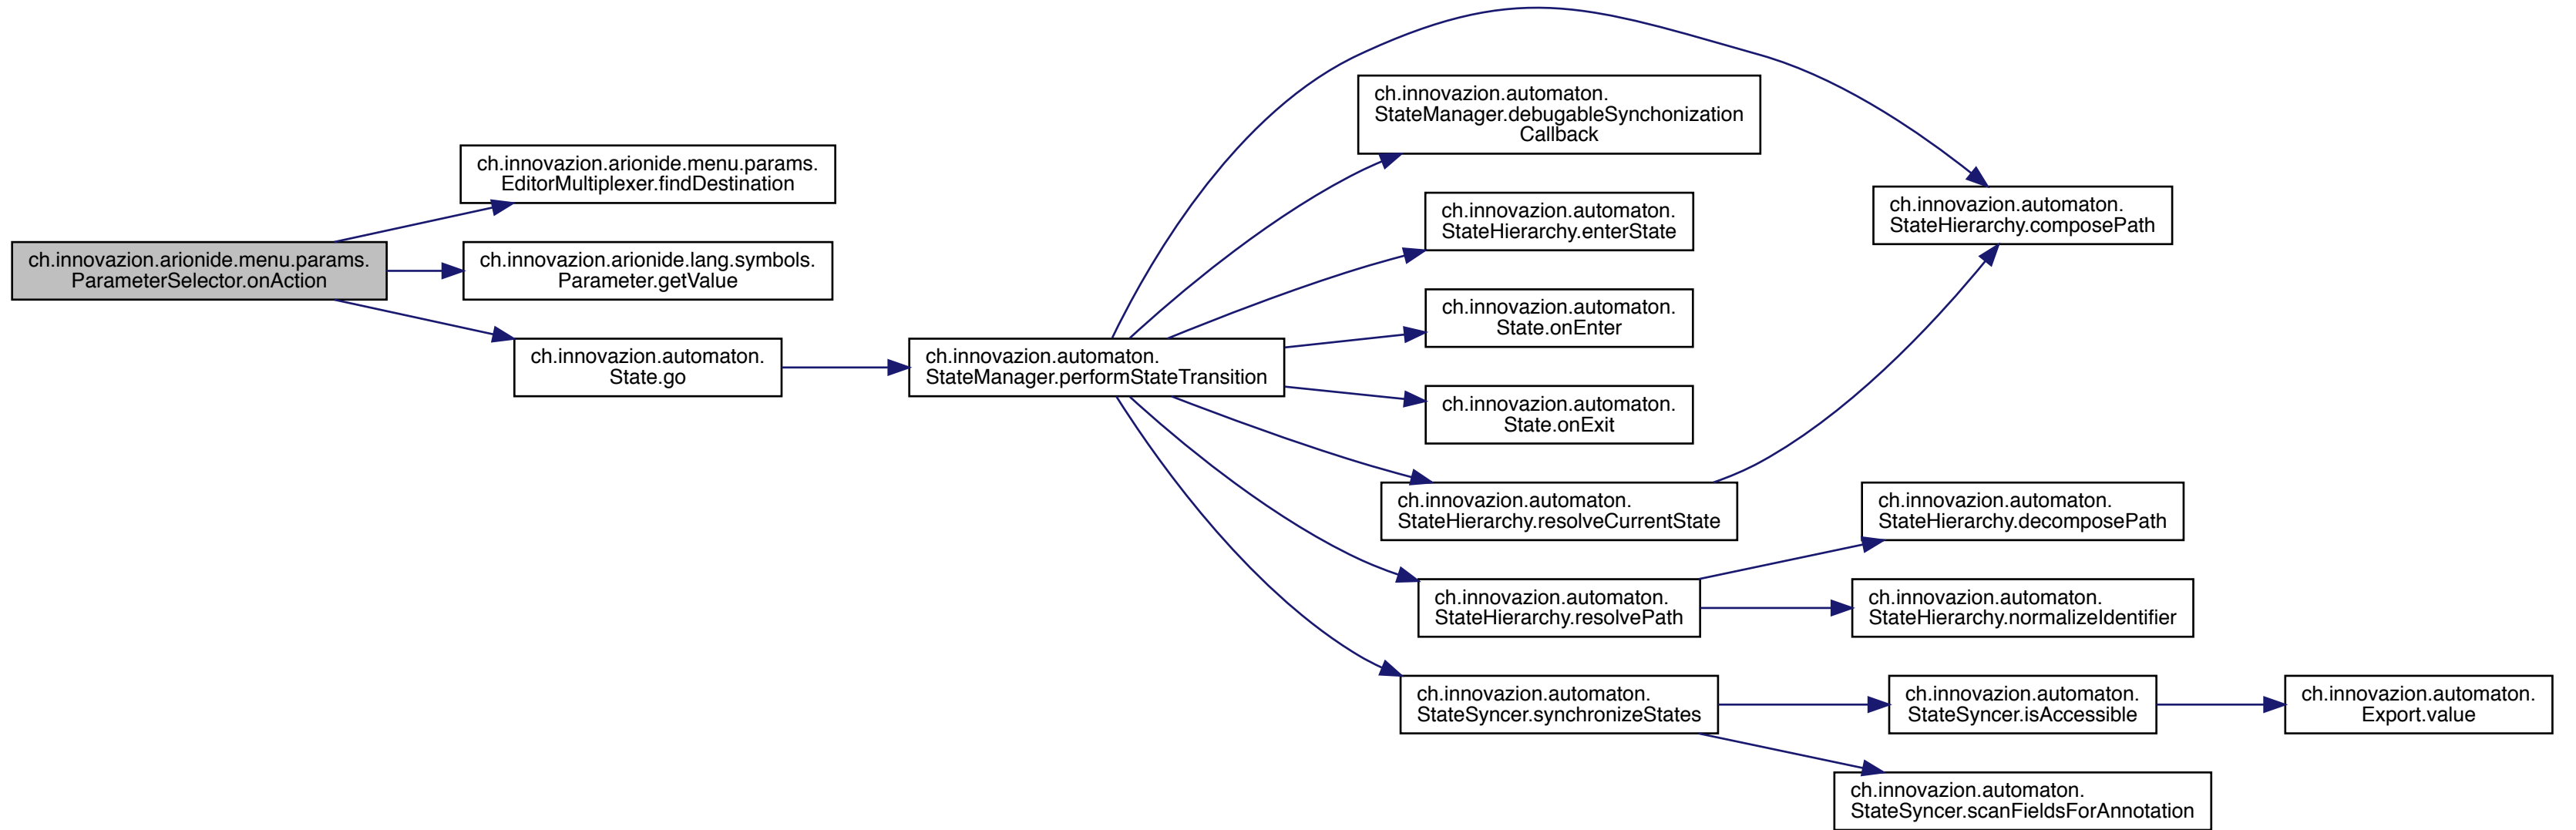 ch.innovazion.arionide.menu.params.
ParameterSelector.onAction
ch.innovazion.arionide.menu.params.
EditorMultiplexer.findDestination
ch.innovazion.arionide.lang.symbols.
Parameter.getValue
ch.innovazion.automaton.
State.go
ch.innovazion.automaton.
StateManager.performStateTransition
ch.innovazion.automaton.
StateManager.debugableSynchonization
Callback
ch.innovazion.automaton.
StateHierarchy.enterState
ch.innovazion.automaton.
State.onEnter
ch.innovazion.automaton.
State.onExit
ch.innovazion.automaton.
StateHierarchy.resolveCurrentState
ch.innovazion.automaton.
StateHierarchy.resolvePath
ch.innovazion.automaton.
StateSyncer.synchronizeStates
ch.innovazion.automaton.
StateHierarchy.composePath
ch.innovazion.automaton.
StateHierarchy.decomposePath
ch.innovazion.automaton.
StateHierarchy.normalizeIdentifier
ch.innovazion.automaton.
StateSyncer.isAccessible
ch.innovazion.automaton.
StateSyncer.scanFieldsForAnnotation
ch.innovazion.automaton.
Export.value